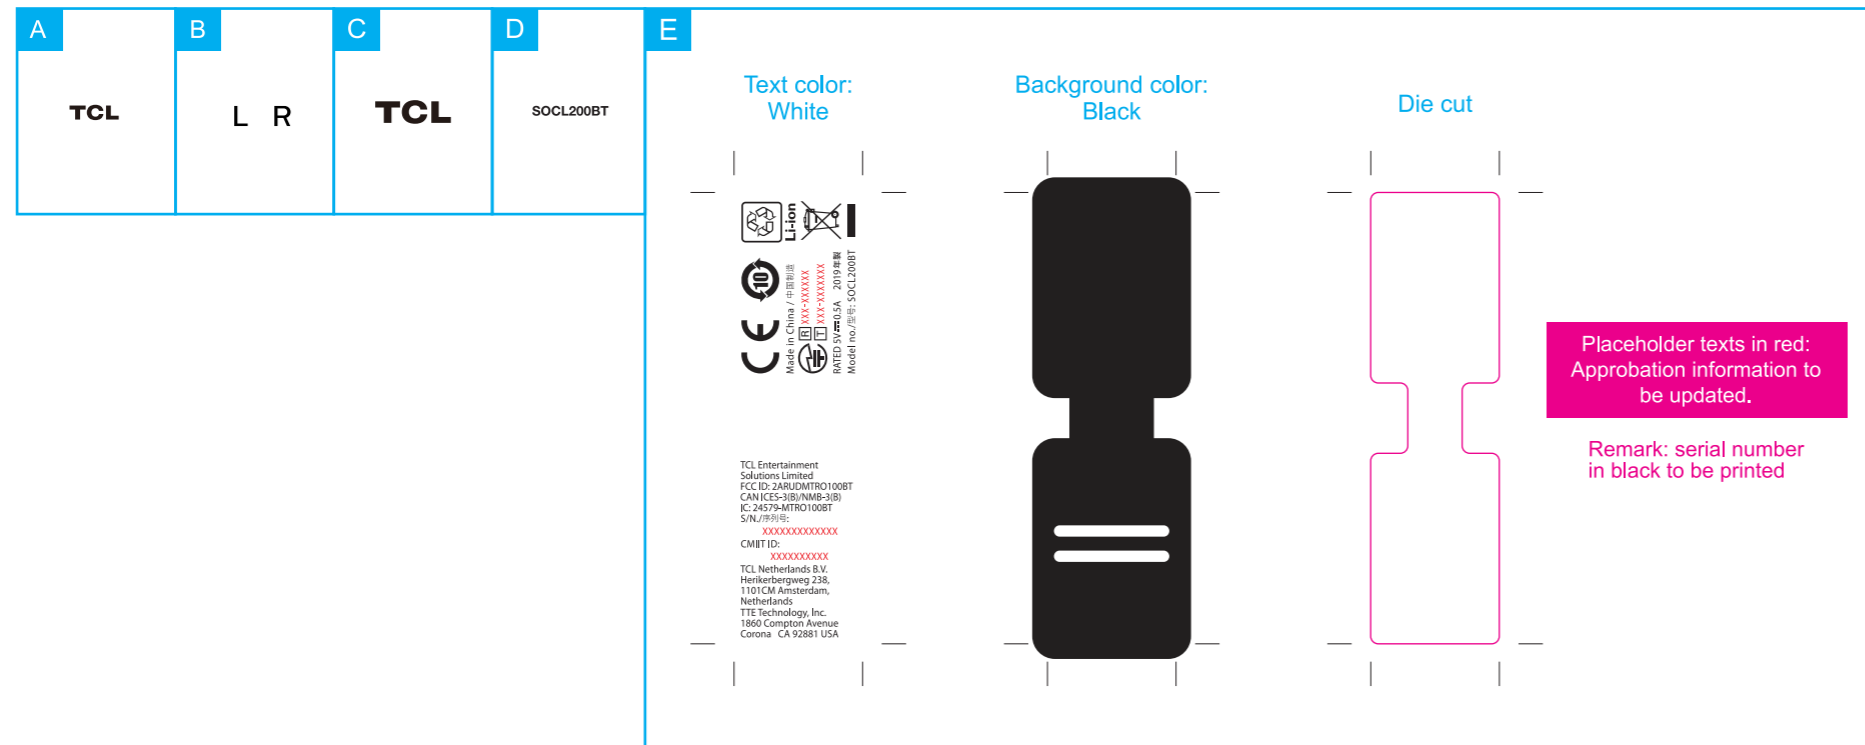 A
B
C
D
E
TCL
L R
TCL
SOCL200BT
Text color:
White
Background color:
Black
Die cut
Li-ion
10
Made in China / 中国制造
R XXX-XXXXXX
T XXX-XXXXXXX
RATED 5V⎓0.5A 2019年製
Model no./型号: SOCL200BT
TCL Entertainment
Solutions Limited
FCC ID: 2ARUDMTRO100BT
CAN ICES-3(B)/NMB-3(B)
IC: 24579-MTRO100BT
S/N./序列号:
XXXXXXXXXXXXX
CMIIT ID:
XXXXXXXXXX
TCL Netherlands B.V.
Herikerbergweg 238,
1101CM Amsterdam,
Netherlands
TTE Technology, Inc.
1860 Compton Avenue
Corona CA 92881 USA
Placeholder texts in red:
Approbation information to
be updated.
Remark: serial number
in black to be printed